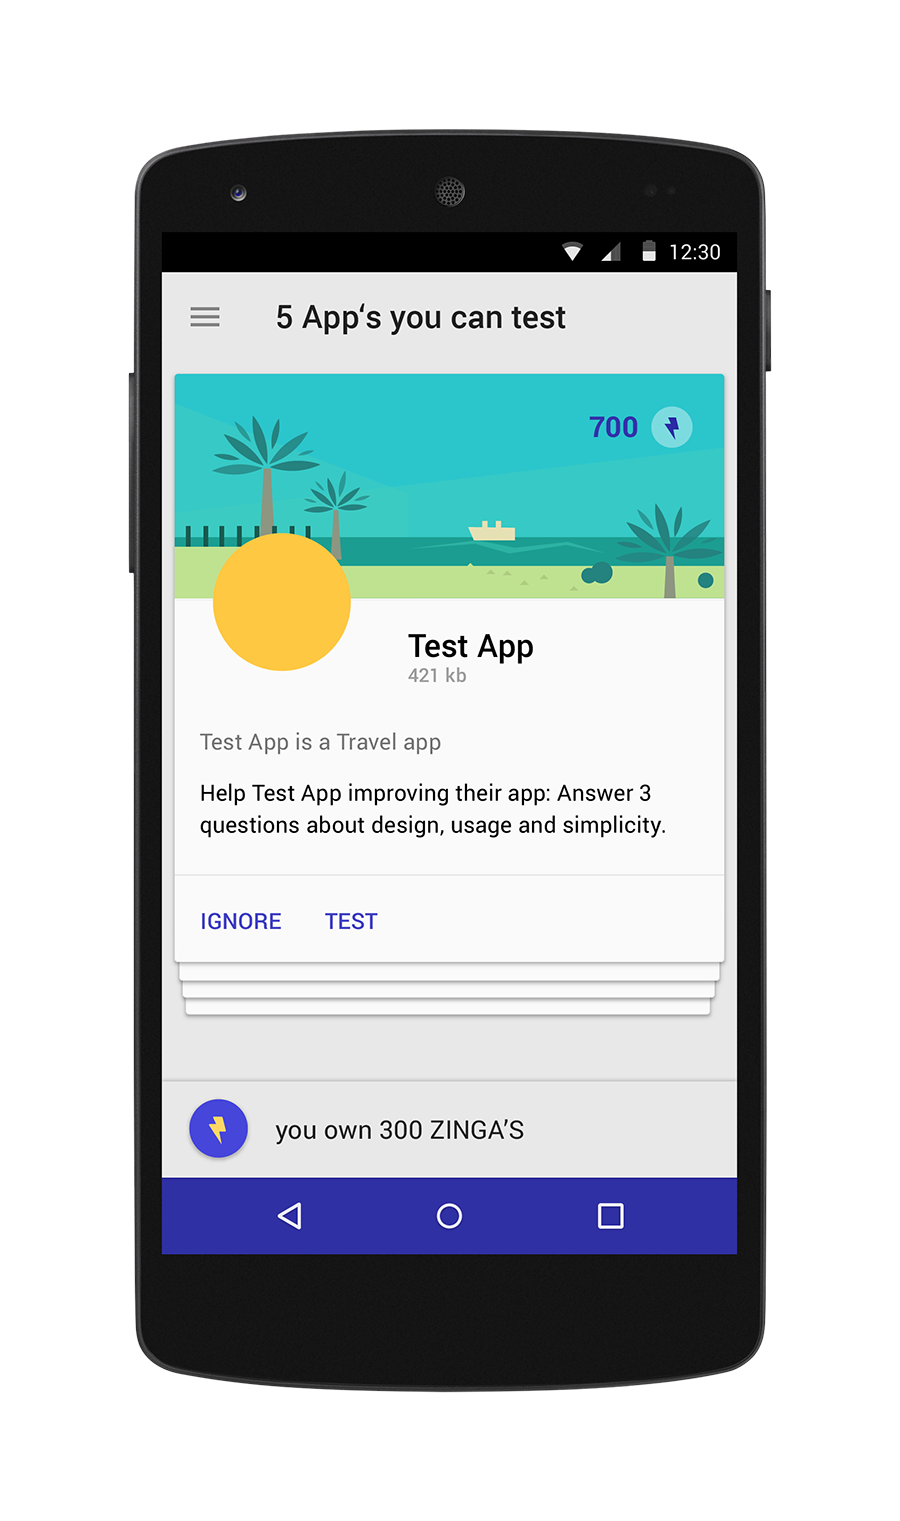 12:30
5 App‘s you can test
700
Test App
421 kb
Test App is a Travel app
Help Test App improving their app: Answer 3
questions about design, usage and simplicity.
IGNORE TEST
you own 300 ZINGA’S